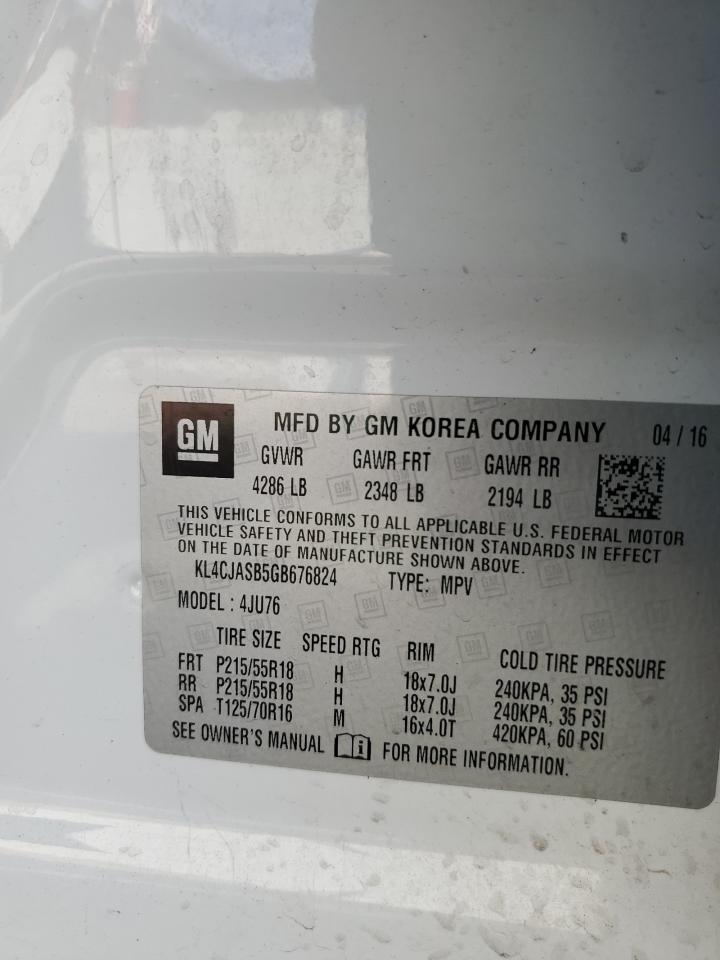 GM
MFD BY GM KOREA COMPANY 04 / 16
GVWR GAWR FRT GAWR RR
4286 LB 2348 LB 2194 LB
THIS VEHICLE CONFORMS TO ALL APPLICABLE U.S. FEDERAL MOTOR
VEHICLE SAFETY AND THEFT PREVENTION STANDARDS IN EFFECT
ON THE DATE OF MANUFACTURE SHOWN ABOVE.
KL4CJASB5GB676824 TYPE: MPV
MODEL : 4JU76
TIRE SIZE SPEED RTG RIM COLD TIRE PRESSURE
FRT P215/55R18 H 18x7.0J 240KPA, 35 PSI
RR P215/55R18 H 18x7.0J 240KPA, 35 PSI
SPA T125/70R16 M 16x4.0T 420KPA, 60 PSI
SEE OWNER'S MANUAL FOR MORE INFORMATION.